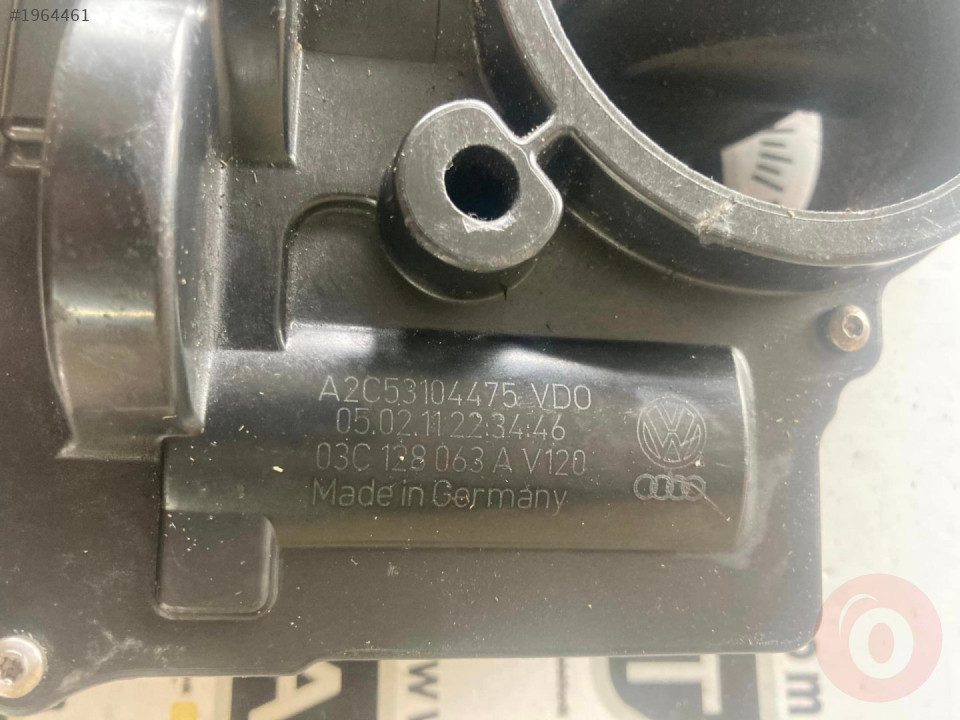 #1964461
A2C53104475 VDO
05.02.11 22:34:46
03C 128 063 A V120
Made in Germany